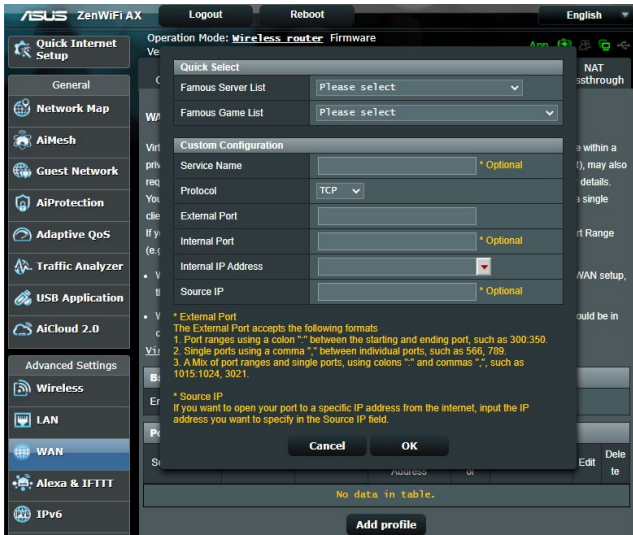 ASUS ZenWiFi AX
Logout
Reboot
English
Quick Internet
Setup
Operation Mode: Wireless router Firmware
Ve
App
General
Network Map
AiMesh
Guest Network
AiProtection
Adaptive QoS
Traffic Analyzer
USB Application
AiCloud 2.0
Advanced Settings
Wireless
LAN
WAN
Alexa & IFTTT
IPv6
NAT
ssthrough
Quick Select
Famous Server List Please select
Famous Game List Please select
Custom Configuration
Service Name * Optional
Protocol TCP
External Port
Internal Port * Optional
Internal IP Address
Source IP * Optional
* External Port
The External Port accepts the following formats
1. Port ranges using a colon ":" between the starting and ending port, such as 300:350.
2. Single ports using a comma "," between individual ports, such as 566, 789.
3. A Mix of port ranges and single ports, using colons ":" and commas ",", such as
1015:1024, 3021.
* Source IP
If you want to open your port to a specific IP address from the internet, input the IP
address you want to specify in the Source IP field.
Cancel OK
e within a
), may also
details.
a single
rt Range
WAN setup,
ould be in
Address
Edit
Dele
te
No data in table.
Add profile